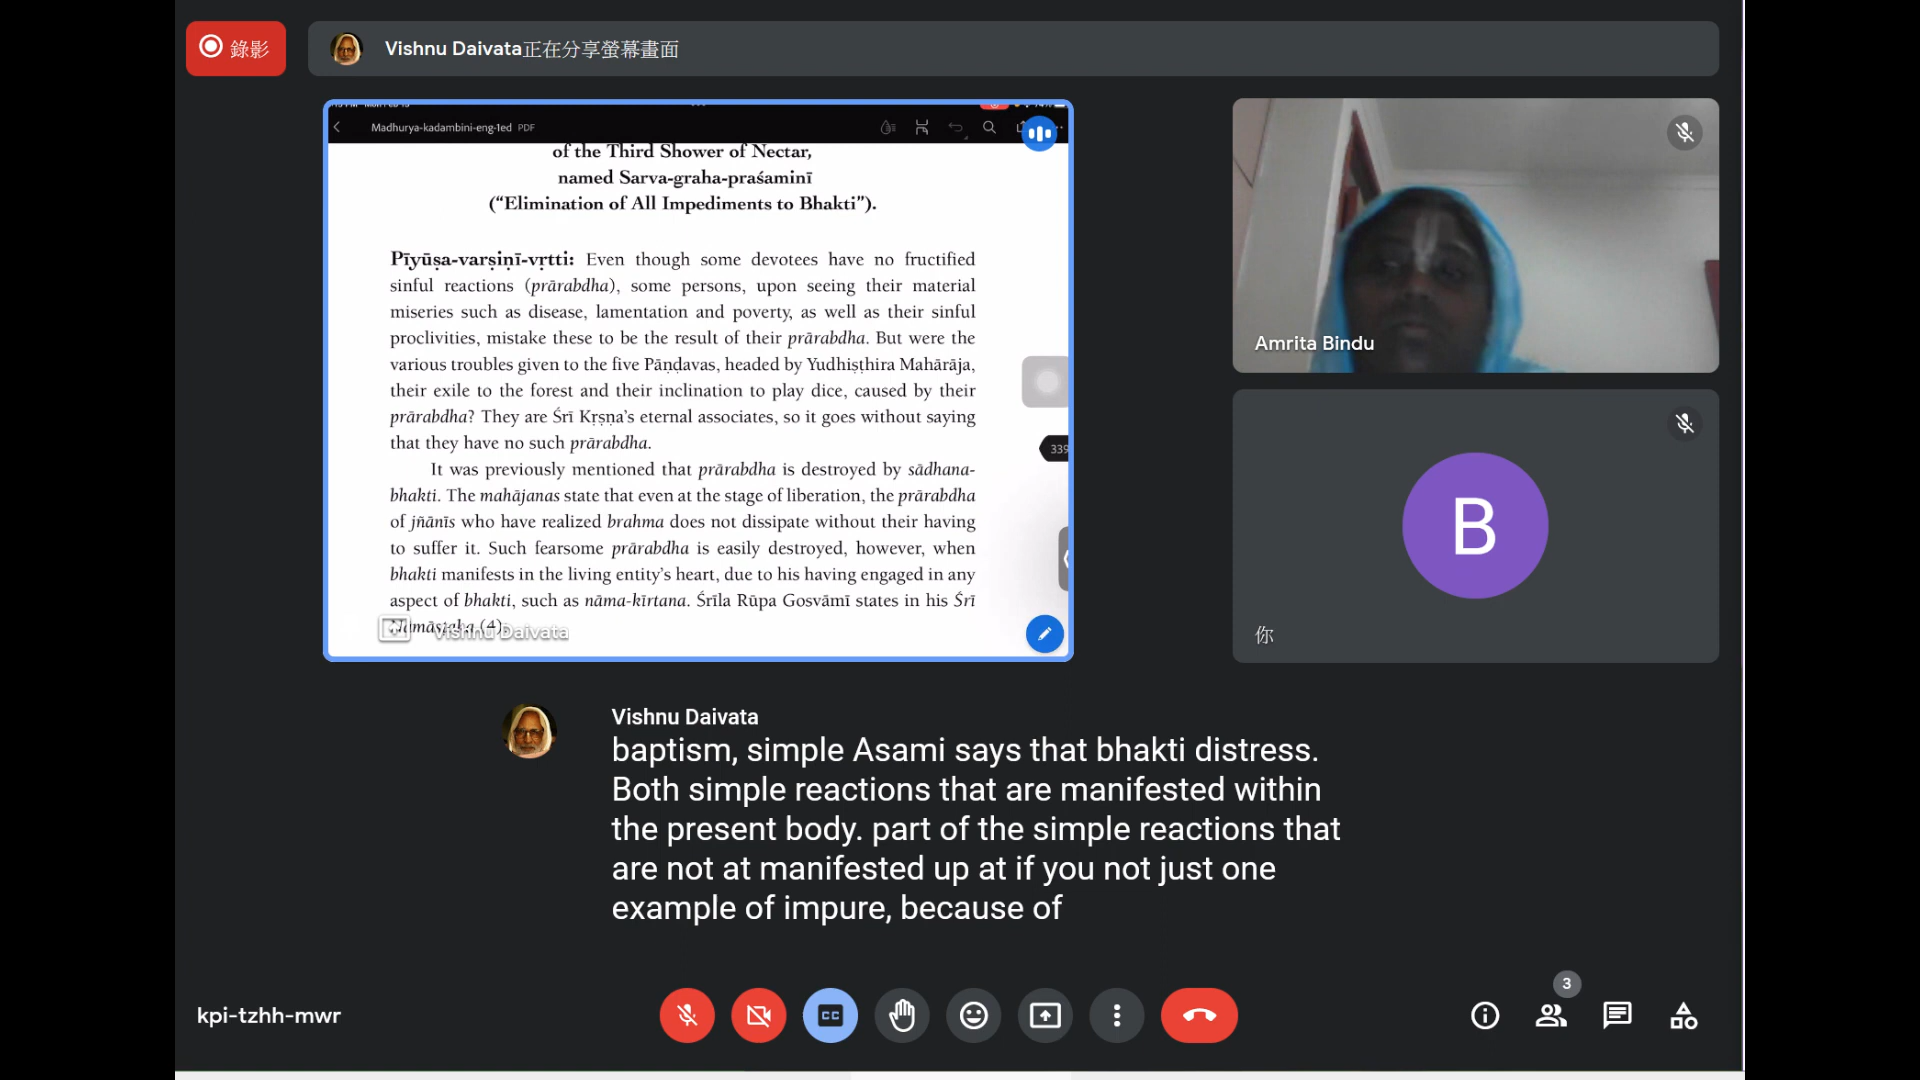 錄影
Vishnu Daivata正在分享螢幕畫面
Madhurya-kadambini-eng-1ed PDF
of the Third Shower of Nectar,
named Sarva-graha-praśaminī
(“Elimination of All Impediments to Bhakti”).
Pīyūṣa-varṣiṇī-vṛtti: Even though some devotees have no fructified
sinful reactions (prārabdha), some persons, upon seeing their material
miseries such as disease, lamentation and poverty, as well as their sinful
proclivities, mistake these to be the result of their prārabdha. But were the
various troubles given to the five Pāṇḍavas, headed by Yudhiṣṭhira Mahārāja,
their exile to the forest and their inclination to play dice, caused by their
prārabdha? They are Śrī Kṛṣṇa’s eternal associates, so it goes without saying
that they have no such prārabdha.
It was previously mentioned that prārabdha is destroyed by sādhana-
bhakti. The mahājanas state that even at the stage of liberation, the prārabdha
of jñānīs who have realized brahma does not dissipate without their having
to suffer it. Such fearsome prārabdha is easily destroyed, however, when
bhakti manifests in the living entity’s heart, due to his having engaged in any
aspect of bhakti, such as nāma-kīrtana. Śrīla Rūpa Gosvāmī states in his Śrī
Nāmāṣṭaka (4)
Vishnu Daivata
339
Amrita Bindu
B
你
Vishnu Daivata
baptism, simple Asami says that bhakti distress.
Both simple reactions that are manifested within
the present body. part of the simple reactions that
are not at manifested up at if you not just one
example of impure, because of
kpi-tzhh-mwr
CC
3